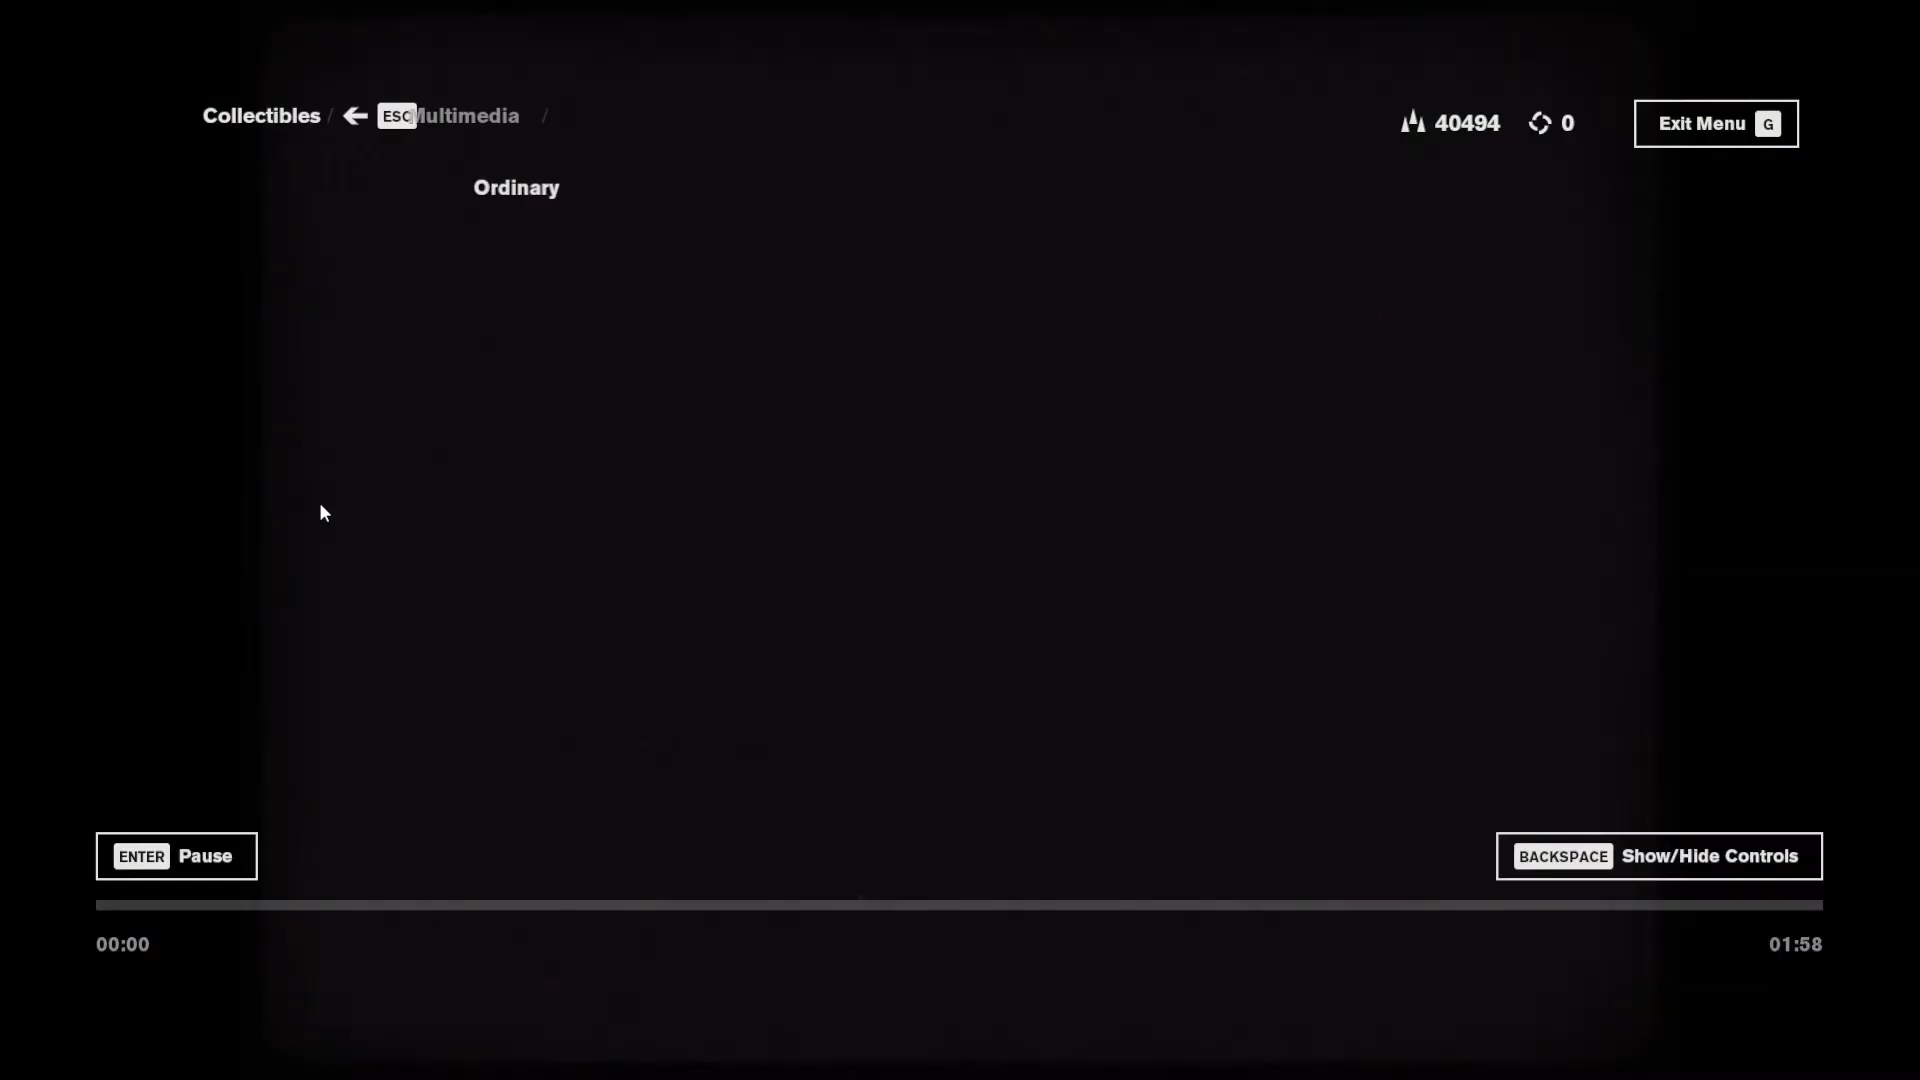 Collectibles / ESC Multimedia /
40494 0 Exit Menu G
Ordinary
ENTER Pause
BACKSPACE Show/Hide Controls
00:00
01:58